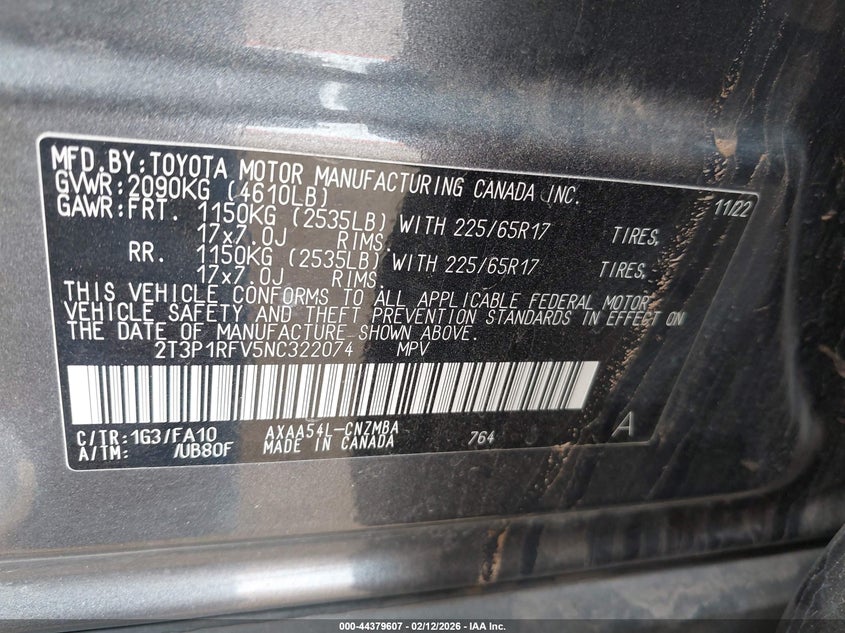 MFD. BY: TOYOTA MOTOR MANUFACTURING CANADA INC.
GVWR: 2090KG (4610LB) 11/22
GAWR: FRT. 1150KG (2535LB) WITH 225/65R17 TIRES,
17x7.0J RIMS.
RR. 1150KG (2535LB) WITH 225/65R17 TIRES,
17x7.0J RIMS.
THIS VEHICLE CONFORMS TO ALL APPLICABLE FEDERAL MOTOR
VEHICLE SAFETY AND THEFT PREVENTION STANDARDS IN EFFECT ON
THE DATE OF MANUFACTURE SHOWN ABOVE.
2T3P1RFV5NC322074 MPV
C/TR: 1G3/FA10 AXAA54L-CNZMBA 764 A
A/TM: /UB80F MADE IN CANADA
000-44379607 - 02/12/2026 - IAA Inc.